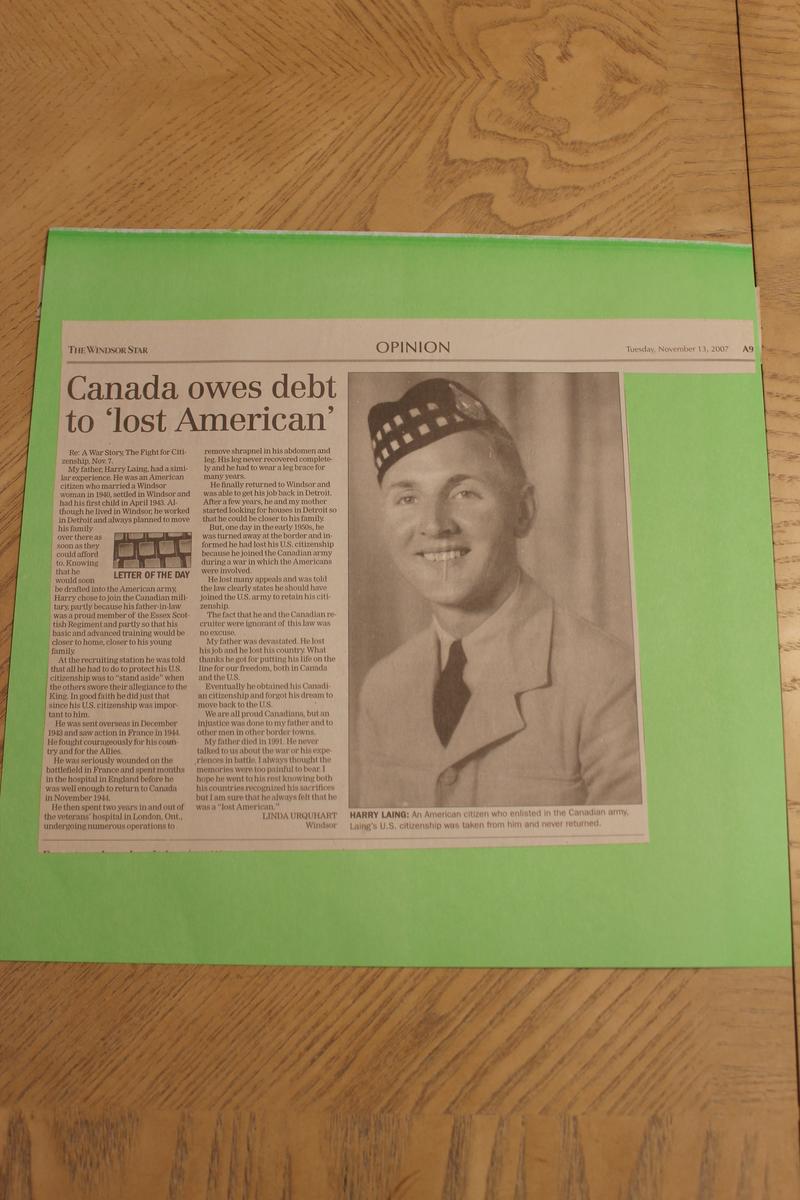 THE WINDSOR STAR
OPINION
Tuesday, November 13, 2007 A9
Canada owes debt
to ‘lost American’
Re: A War Story, The Fight for Citi-
zenship, Nov. 7.
My father, Harry Laing, had a simi-
lar experience. He was an American
citizen who married a Windsor
woman in 1940, settled in Windsor and
had his first child in April 1943. Al-
though he lived in Windsor, he worked
in Detroit and always planned to move
his family
over there as
soon as they
could afford
to. Knowing
that he
would soon
LETTER OF THE DAY
be drafted into the American army,
Harry chose to join the Canadian mili-
tary, partly because his father-in-law
was a proud member of the Essex Scot-
tish Regiment and partly so that his
basic and advanced training would be
closer to home, closer to his young
family.
At the recruiting station he was told
that all he had to do to protect his U.S.
citizenship was to “stand aside” when
the others swore their allegiance to the
King. In good faith he did just that
since his U.S. citizenship was impor-
tant to him.
He was sent overseas in December
1943 and saw action in France in 1944.
He fought courageously for his coun-
try and for the Allies.
He was seriously wounded on the
battlefield in France and spent months
in the hospital in England before he
was well enough to return to Canada
in November 1944.
He then spent two years in and out of
the veterans’ hospital in London, Ont.,
undergoing numerous operations to
remove shrapnel in his abdomen and
leg. His leg never recovered complete-
ly and he had to wear a leg brace for
many years.
He finally returned to Windsor and
was able to get his job back in Detroit.
After a few years, he and my mother
started looking for houses in Detroit so
that he could be closer to his family.
But, one day in the early 1950s, he
was turned away at the border and in-
formed he had lost his U.S. citizenship
because he joined the Canadian army
during a war in which the Americans
were involved.
He lost many appeals and was told
the law clearly states he should have
joined the U.S. army to retain his citi-
zenship.
The fact that he and the Canadian re-
cruiter were ignorant of this law was
no excuse.
My father was devastated. He lost
his job and he lost his country. What
thanks he got for putting his life on the
line for our freedom, both in Canada
and the U.S.
Eventually he obtained his Canadi-
an citizenship and forgot his dream to
move back to the U.S.
We are all proud Canadians, but an
injustice was done to my father and to
other men in other border towns.
My father died in 1991. He never
talked to us about the war or his expe-
riences in battle. I always thought the
memories were too painful to bear. I
hope he went to his rest knowing both
his countries recognized his sacrifices
but I am sure that he always felt that he
was a “lost American.”
LINDA URQUHART
Windsor
HARRY LAING: An American citizen who enlisted in the Canadian army,
Laing’s U.S. citizenship was taken from him and never returned.